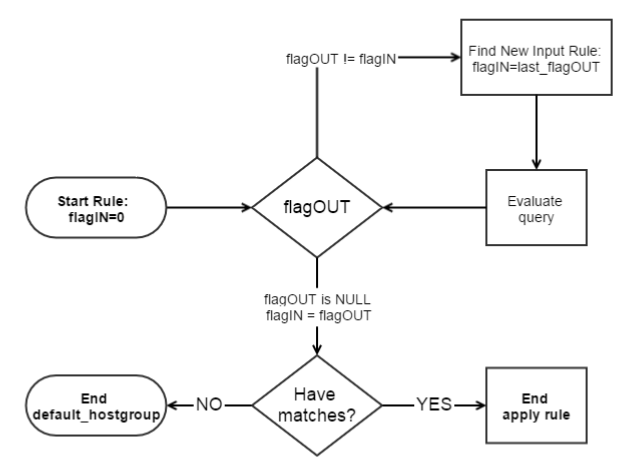 flagOUT != flagIN
Find New Input Rule:
flagIN=last_flagOUT
Start Rule:
flagIN=0
flagOUT
Evaluate
query
flagOUT is NULL
flagIN = flagOUT
End
default_hostgroup
NO
Have
matches?
YES
End
apply rule